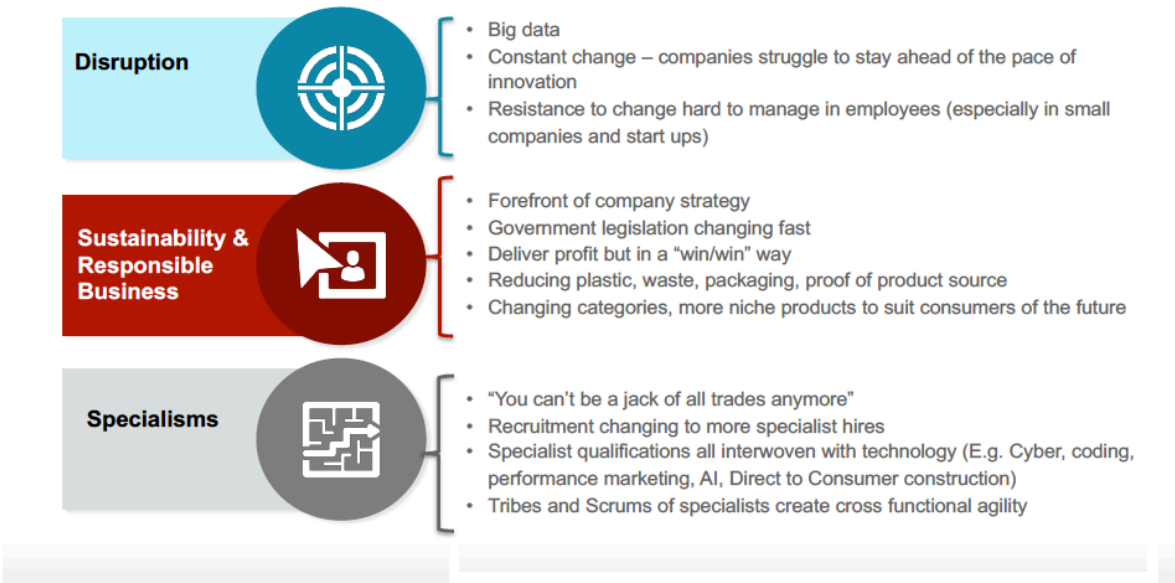 Disruption
• Big data
• Constant change – companies struggle to stay ahead of the pace of
innovation
• Resistance to change hard to manage in employees (especially in small
companies and start ups)
Sustainability &
Responsible
Business
• Forefront of company strategy
• Government legislation changing fast
• Deliver profit but in a “win/win” way
• Reducing plastic, waste, packaging, proof of product source
• Changing categories, more niche products to suit consumers of the future
Specialisms
• “You can’t be a jack of all trades anymore”
• Recruitment changing to more specialist hires
• Specialist qualifications all interwoven with technology (E.g. Cyber, coding,
performance marketing, AI, Direct to Consumer construction)
• Tribes and Scrums of specialists create cross functional agility